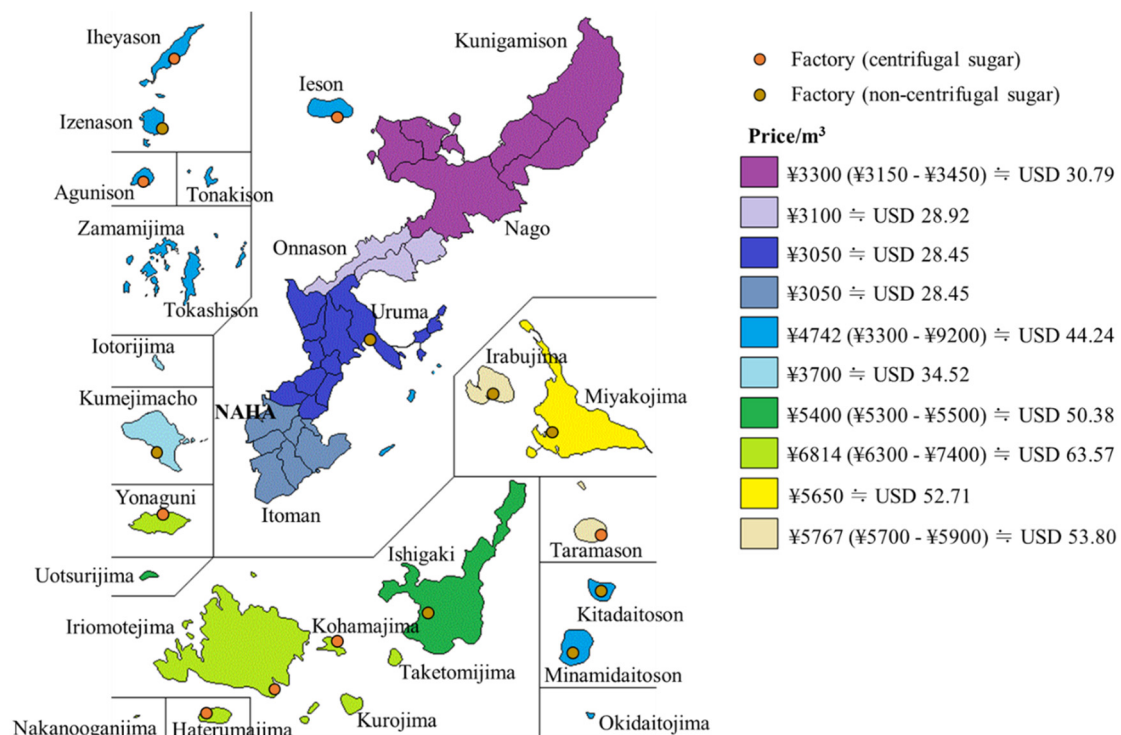 Iheyason
Kunigamison
Ieson
Izenason
Agunison
Tonakison
Zamamijima
Onnason
Nago
Tokashison
Uruma
Iotorijima
Irabujima
Kumejimacho
NAHA
Miyakojima
Yonaguni
Itoman
Ishigaki
Taramason
Uotsurijima
Kitadaitoson
Iriomotejima
Kohamajima
Taketomijima
Minamidaitoson
Nakanooganjima
Haterumajima
Kurojima
Okidaitojima
Factory (centrifugal sugar)
Factory (non-centrifugal sugar)
Price/m³
¥3300 (¥3150 - ¥3450) ≒ USD 30.79
¥3100 ≒ USD 28.92
¥3050 ≒ USD 28.45
¥3050 ≒ USD 28.45
¥4742 (¥3300 - ¥9200) ≒ USD 44.24
¥3700 ≒ USD 34.52
¥5400 (¥5300 - ¥5500) ≒ USD 50.38
¥6814 (¥6300 - ¥7400) ≒ USD 63.57
¥5650 ≒ USD 52.71
¥5767 (¥5700 - ¥5900) ≒ USD 53.80